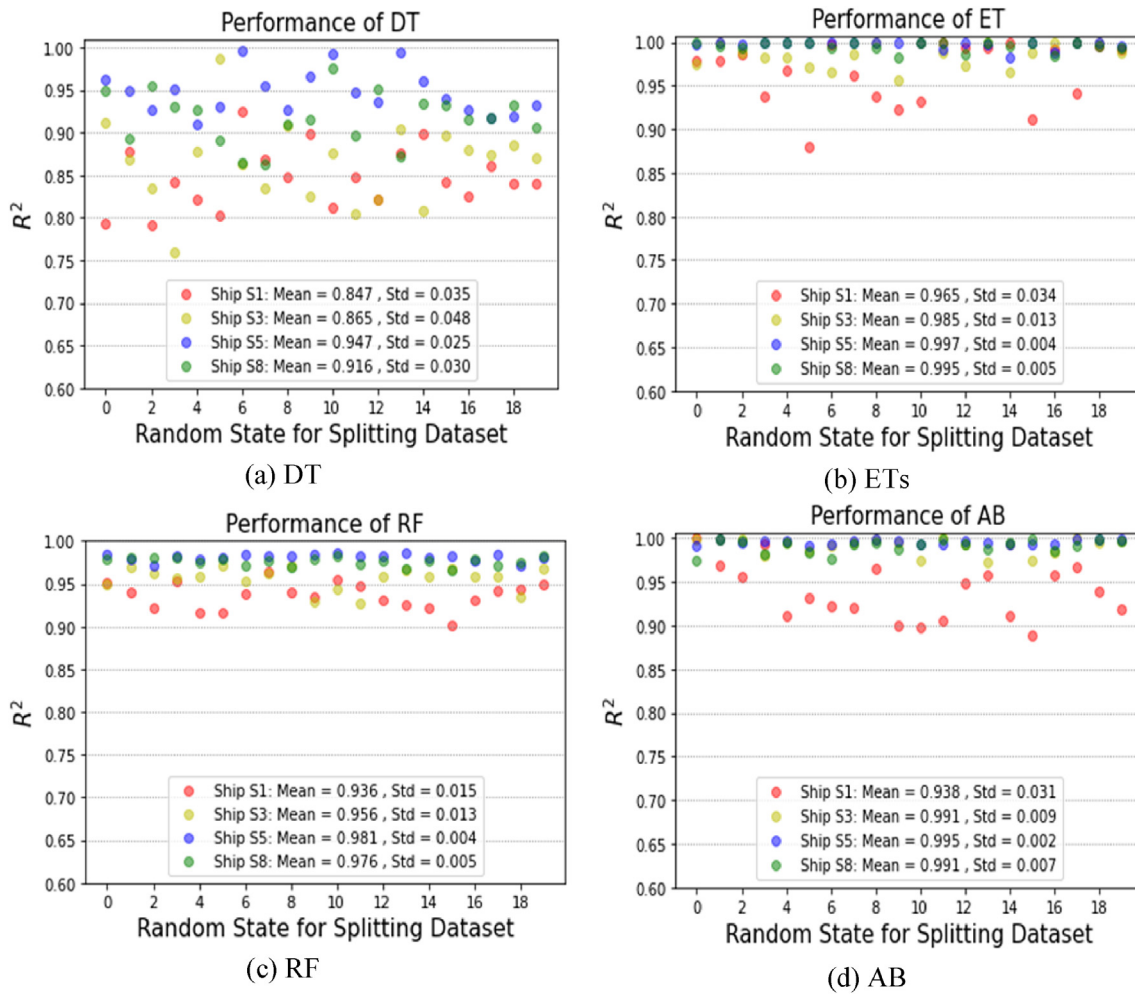 Performance of DT
1.00
0.95
0.90
0.85
0.80
0.75
0.70
0.65
0.60
R²
Ship S1: Mean = 0.847 , Std = 0.035
Ship S3: Mean = 0.865 , Std = 0.048
Ship S5: Mean = 0.947 , Std = 0.025
Ship S8: Mean = 0.916 , Std = 0.030
0 2 4 6 8 10 12 14 16 18
Random State for Splitting Dataset
(a) DT
Performance of ET
1.00
0.95
0.90
0.85
0.80
0.75
0.70
0.65
0.60
R²
Ship S1: Mean = 0.965 , Std = 0.034
Ship S3: Mean = 0.985 , Std = 0.013
Ship S5: Mean = 0.997 , Std = 0.004
Ship S8: Mean = 0.995 , Std = 0.005
0 2 4 6 8 10 12 14 16 18
Random State for Splitting Dataset
(b) ETs
Performance of RF
1.00
0.95
0.90
0.85
0.80
0.75
0.70
0.65
0.60
R²
Ship S1: Mean = 0.936 , Std = 0.015
Ship S3: Mean = 0.956 , Std = 0.013
Ship S5: Mean = 0.981 , Std = 0.004
Ship S8: Mean = 0.976 , Std = 0.005
0 2 4 6 8 10 12 14 16 18
Random State for Splitting Dataset
(c) RF
Performance of AB
1.00
0.95
0.90
0.85
0.80
0.75
0.70
0.65
0.60
R²
Ship S1: Mean = 0.938 , Std = 0.031
Ship S3: Mean = 0.991 , Std = 0.009
Ship S5: Mean = 0.995 , Std = 0.002
Ship S8: Mean = 0.991 , Std = 0.007
0 2 4 6 8 10 12 14 16 18
Random State for Splitting Dataset
(d) AB